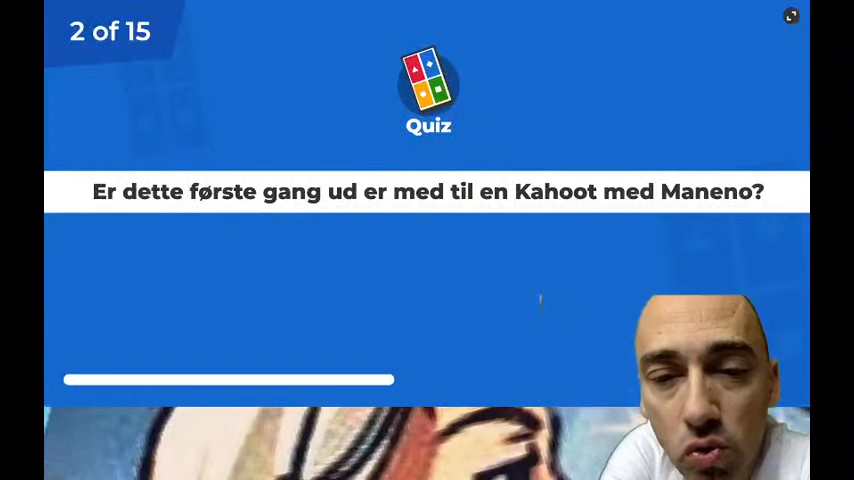 2 of 15
Quiz
Er dette første gang ud er med til en Kahoot med Maneno?